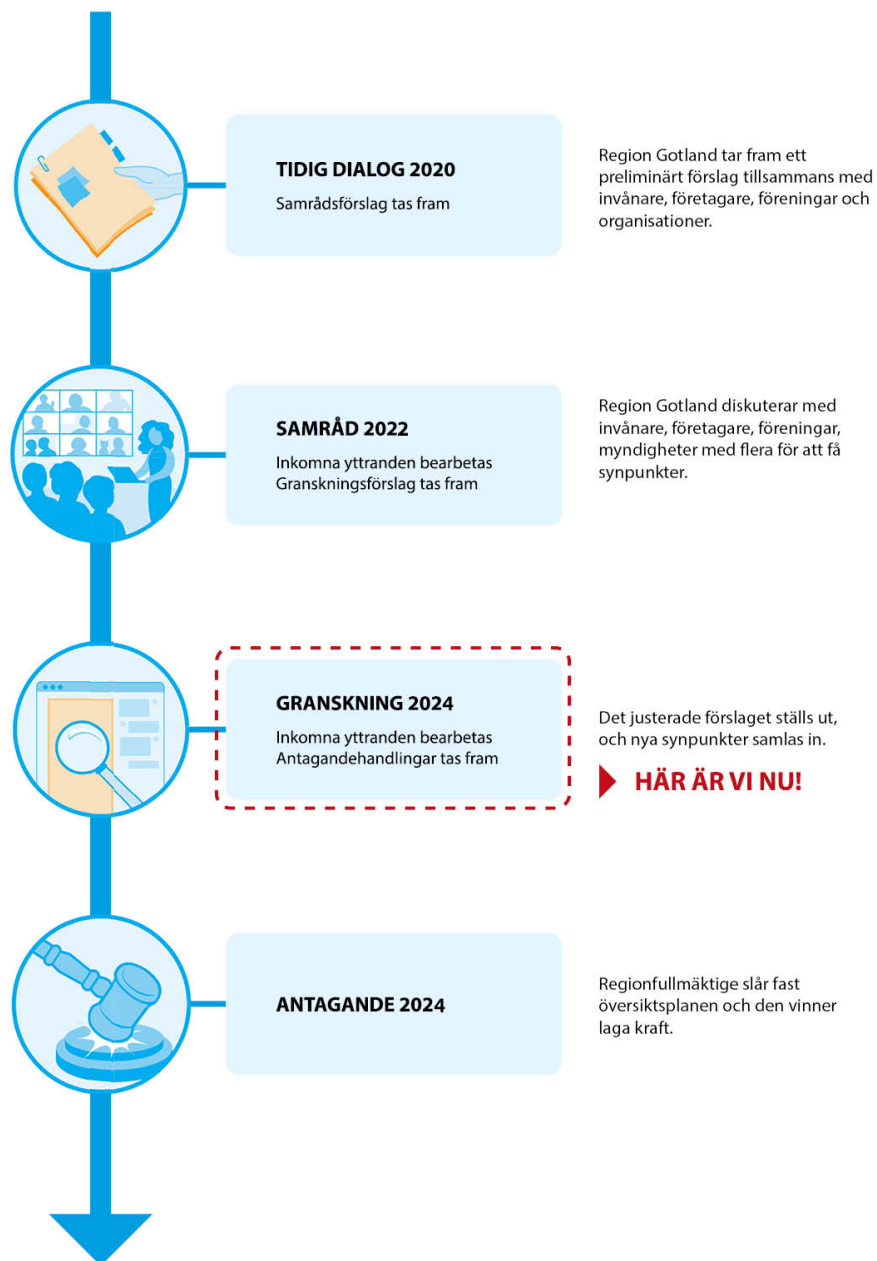 TIDIG DIALOG 2020
Samrådsförslag tas fram
Region Gotland tar fram ett
preliminärt förslag tillsammans med
invånare, företagare, föreningar och
organisationer.
SAMRÅD 2022
Inkomna yttranden bearbetas
Granskningsförslag tas fram
Region Gotland diskuterar med
invånare, företagare, föreningar,
myndigheter med flera för att få
synpunkter.
GRANSKNING 2024
Inkomna yttranden bearbetas
Antagandehandlingar tas fram
Det justerade förslaget ställs ut,
och nya synpunkter samlas in.
HÄR ÄR VI NU!
ANTAGANDE 2024
Regionfullmäktige slår fast
översiktsplanen och den vinner
laga kraft.